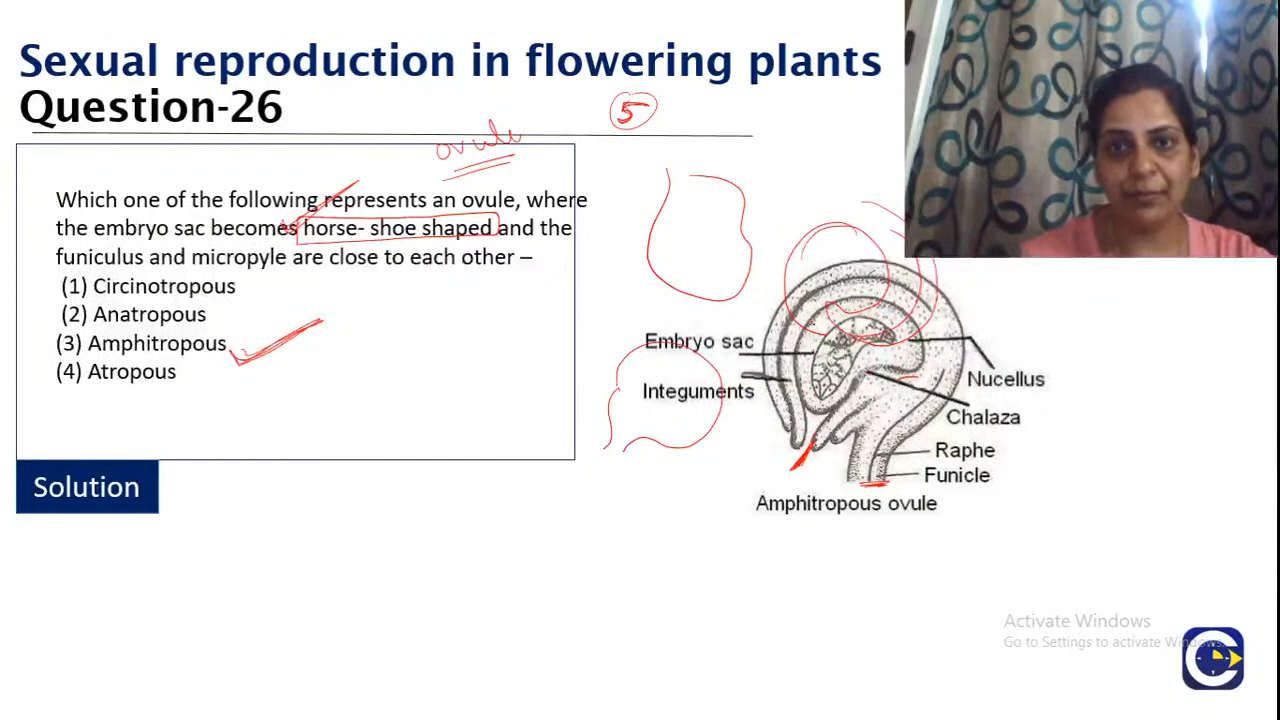 Sexual reproduction in flowering plants
Question-26
5
ovule
Which one of the following represents an ovule, where
the embryo sac becomes horse- shoe shaped and the
funiculus and micropyle are close to each other –
(1) Circinotropous
(2) Anatropous
(3) Amphitropous
(4) Atropous
Solution
Embryo sac
Integuments
Nucellus
Chalaza
Raphe
Funicle
Amphitropous ovule
Activate Windows
Go to Settings to activate Windows.